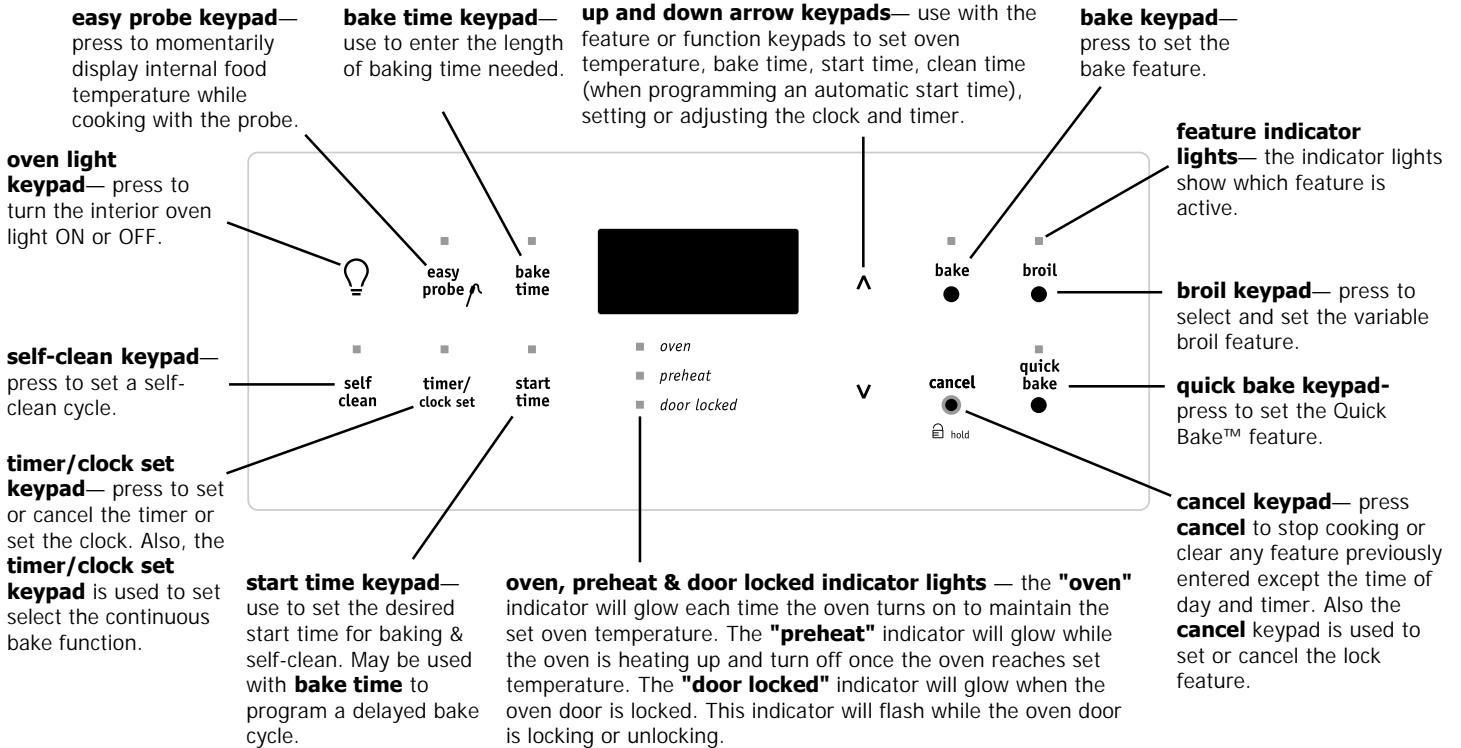 easy probe keypad—
press to momentarily
display internal food
temperature while
cooking with the probe.
bake time keypad—
use to enter the length
of baking time needed.
up and down arrow keypads— use with the
feature or function keypads to set oven
temperature, bake time, start time, clean time
(when programming an automatic start time),
setting or adjusting the clock and timer.
bake keypad—
press to set the
bake feature.
feature indicator
lights— the indicator lights
show which feature is
active.
oven light
keypad— press to
turn the interior oven
light ON or OFF.
easy
probe
bake
time
bake
broil
broil keypad— press to
select and set the variable
broil feature.
self-clean keypad—
press to set a self-
clean cycle.
self
clean
timer/
clock set
start
time
oven
preheat
door locked
cancel
hold
quick
bake
quick bake keypad-
press to set the Quick
Bake™ feature.
timer/clock set
keypad— press to set
or cancel the timer or
set the clock. Also, the
timer/clock set
keypad is used to set
select the continuous
bake function.
start time keypad—
use to set the desired
start time for baking &
self-clean. May be used
with bake time to
program a delayed bake
cycle.
oven, preheat & door locked indicator lights — the "oven"
indicator will glow each time the oven turns on to maintain the
set oven temperature. The "preheat" indicator will glow while
the oven is heating up and turn off once the oven reaches set
temperature. The "door locked" indicator will glow when the
oven door is locked. This indicator will flash while the oven door
is locking or unlocking.
cancel keypad— press
cancel to stop cooking or
clear any feature previously
entered except the time of
day and timer. Also the
cancel keypad is used to
set or cancel the lock
feature.